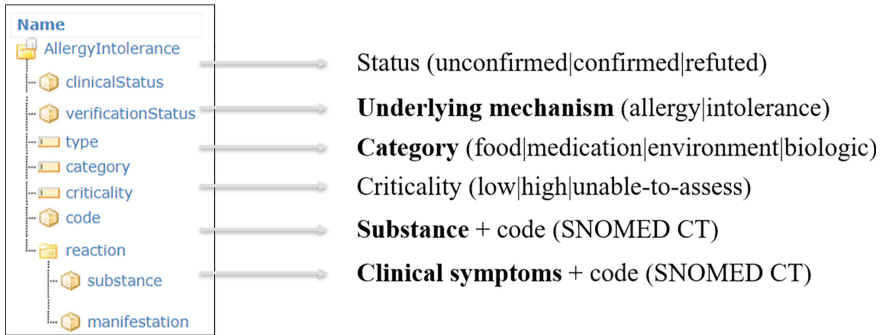 Name
AllergyIntolerance
clinicalStatus
verificationStatus
type
category
criticality
code
reaction
substance
manifestation
Status (unconfirmed|confirmed|refuted)
Underlying mechanism (allergy|intolerance)
Category (food|medication|environment|biologic)
Criticality (low|high|unable-to-assess)
Substance + code (SNOMED CT)
Clinical symptoms + code (SNOMED CT)